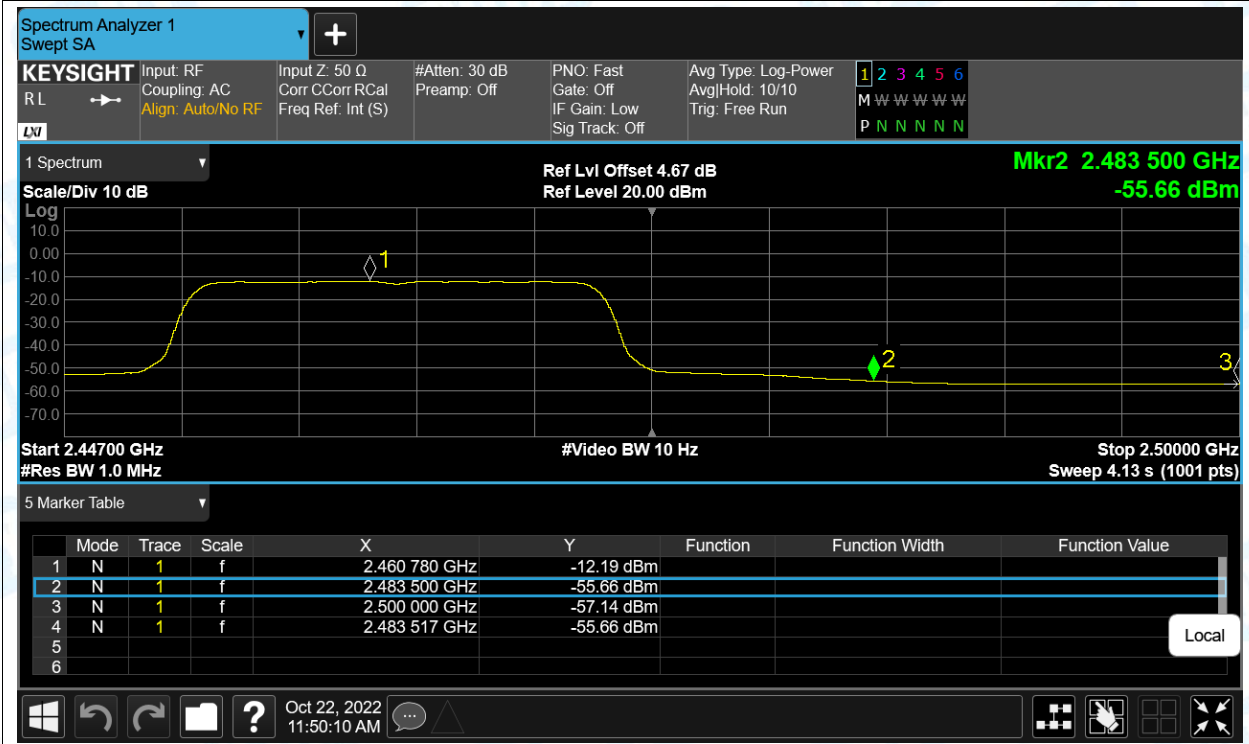 Spectrum Analyzer 1
Swept SA
+
KEYSIGHT Input: RF Input Z: 50 Ω #Atten: 30 dB PNO: Fast Avg Type: Log-Power 1 2 3 4 5 6
R L Coupling: AC Corr CCorr RCal Preamp: Off Gate: Off Avg|Hold: 10/10 M W W W W W
Align: Auto/No RF Freq Ref: Int (S) IF Gain: Low Trig: Free Run
LXI Sig Track: Off P N N N N N
1 Spectrum Ref Lvl Offset 4.67 dB Mkr2 2.483 500 GHz
Scale/Div 10 dB Ref Level 20.00 dBm -55.66 dBm
Log
10.0
0.00 1
-10.0
-20.0
-30.0
-40.0 2 3
-50.0
-60.0
-70.0
Start 2.44700 GHz #Video BW 10 Hz Stop 2.50000 GHz
#Res BW 1.0 MHz Sweep 4.13 s (1001 pts)
5 Marker Table
Mode Trace Scale X Y Function Function Width Function Value
1 N 1 f 2.460 780 GHz -12.19 dBm
2 N 1 f 2.483 500 GHz -55.66 dBm
3 N 1 f 2.500 000 GHz -57.14 dBm
4 N 1 f 2.483 517 GHz -55.66 dBm
5
6
Local
? Oct 22, 2022
11:50:10 AM